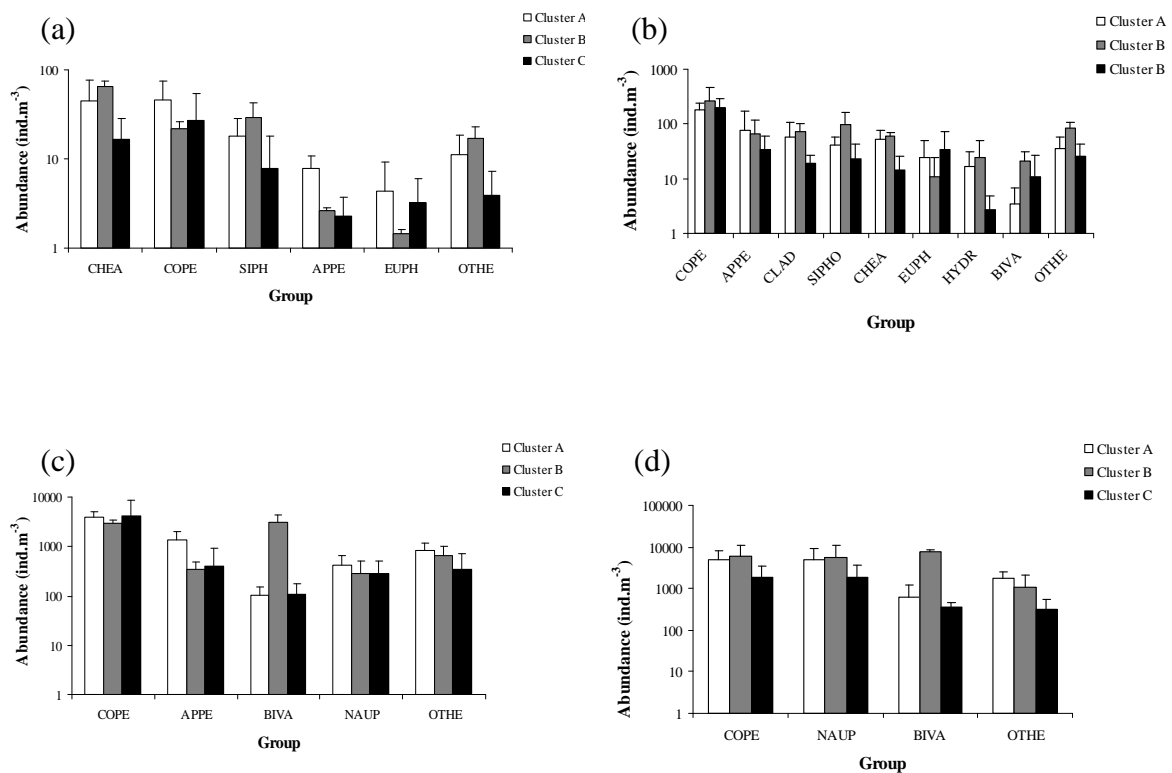 (a)
Cluster A
Cluster B
Cluster C
100
10
1
Abundance (ind.m-3)
CHEA COPE SIPH APPE EUPH OTHE
Group
(b)
Cluster A
Cluster B
Cluster B
1000
100
10
1
Abundance (ind.m-3)
COPE APPE CLAD SIPHO CHEA EUPH HYDR BIVA OTHE
Group
(c)
Cluster A
Cluster B
Cluster C
10000
1000
100
10
1
Abundance (ind.m-3)
COPE APPE BIVA NAUP OTHE
Group
(d)
Cluster A
Cluster B
Cluster C
100000
10000
1000
100
10
1
Abundance (ind.m-3)
COPE NAUP BIVA OTHE
Group